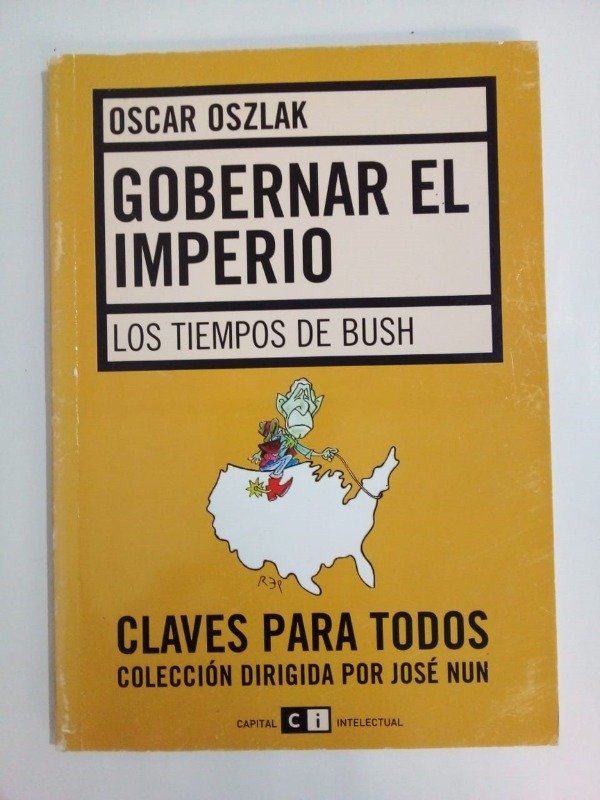 OSCAR OSZLAK
GOBERNAR EL
IMPERIO
LOS TIEMPOS DE BUSH
REP
CLAVES PARA TODOS
COLECCIÓN DIRIGIDA POR JOSÉ NUN
CAPITAL Ci INTELECTUAL